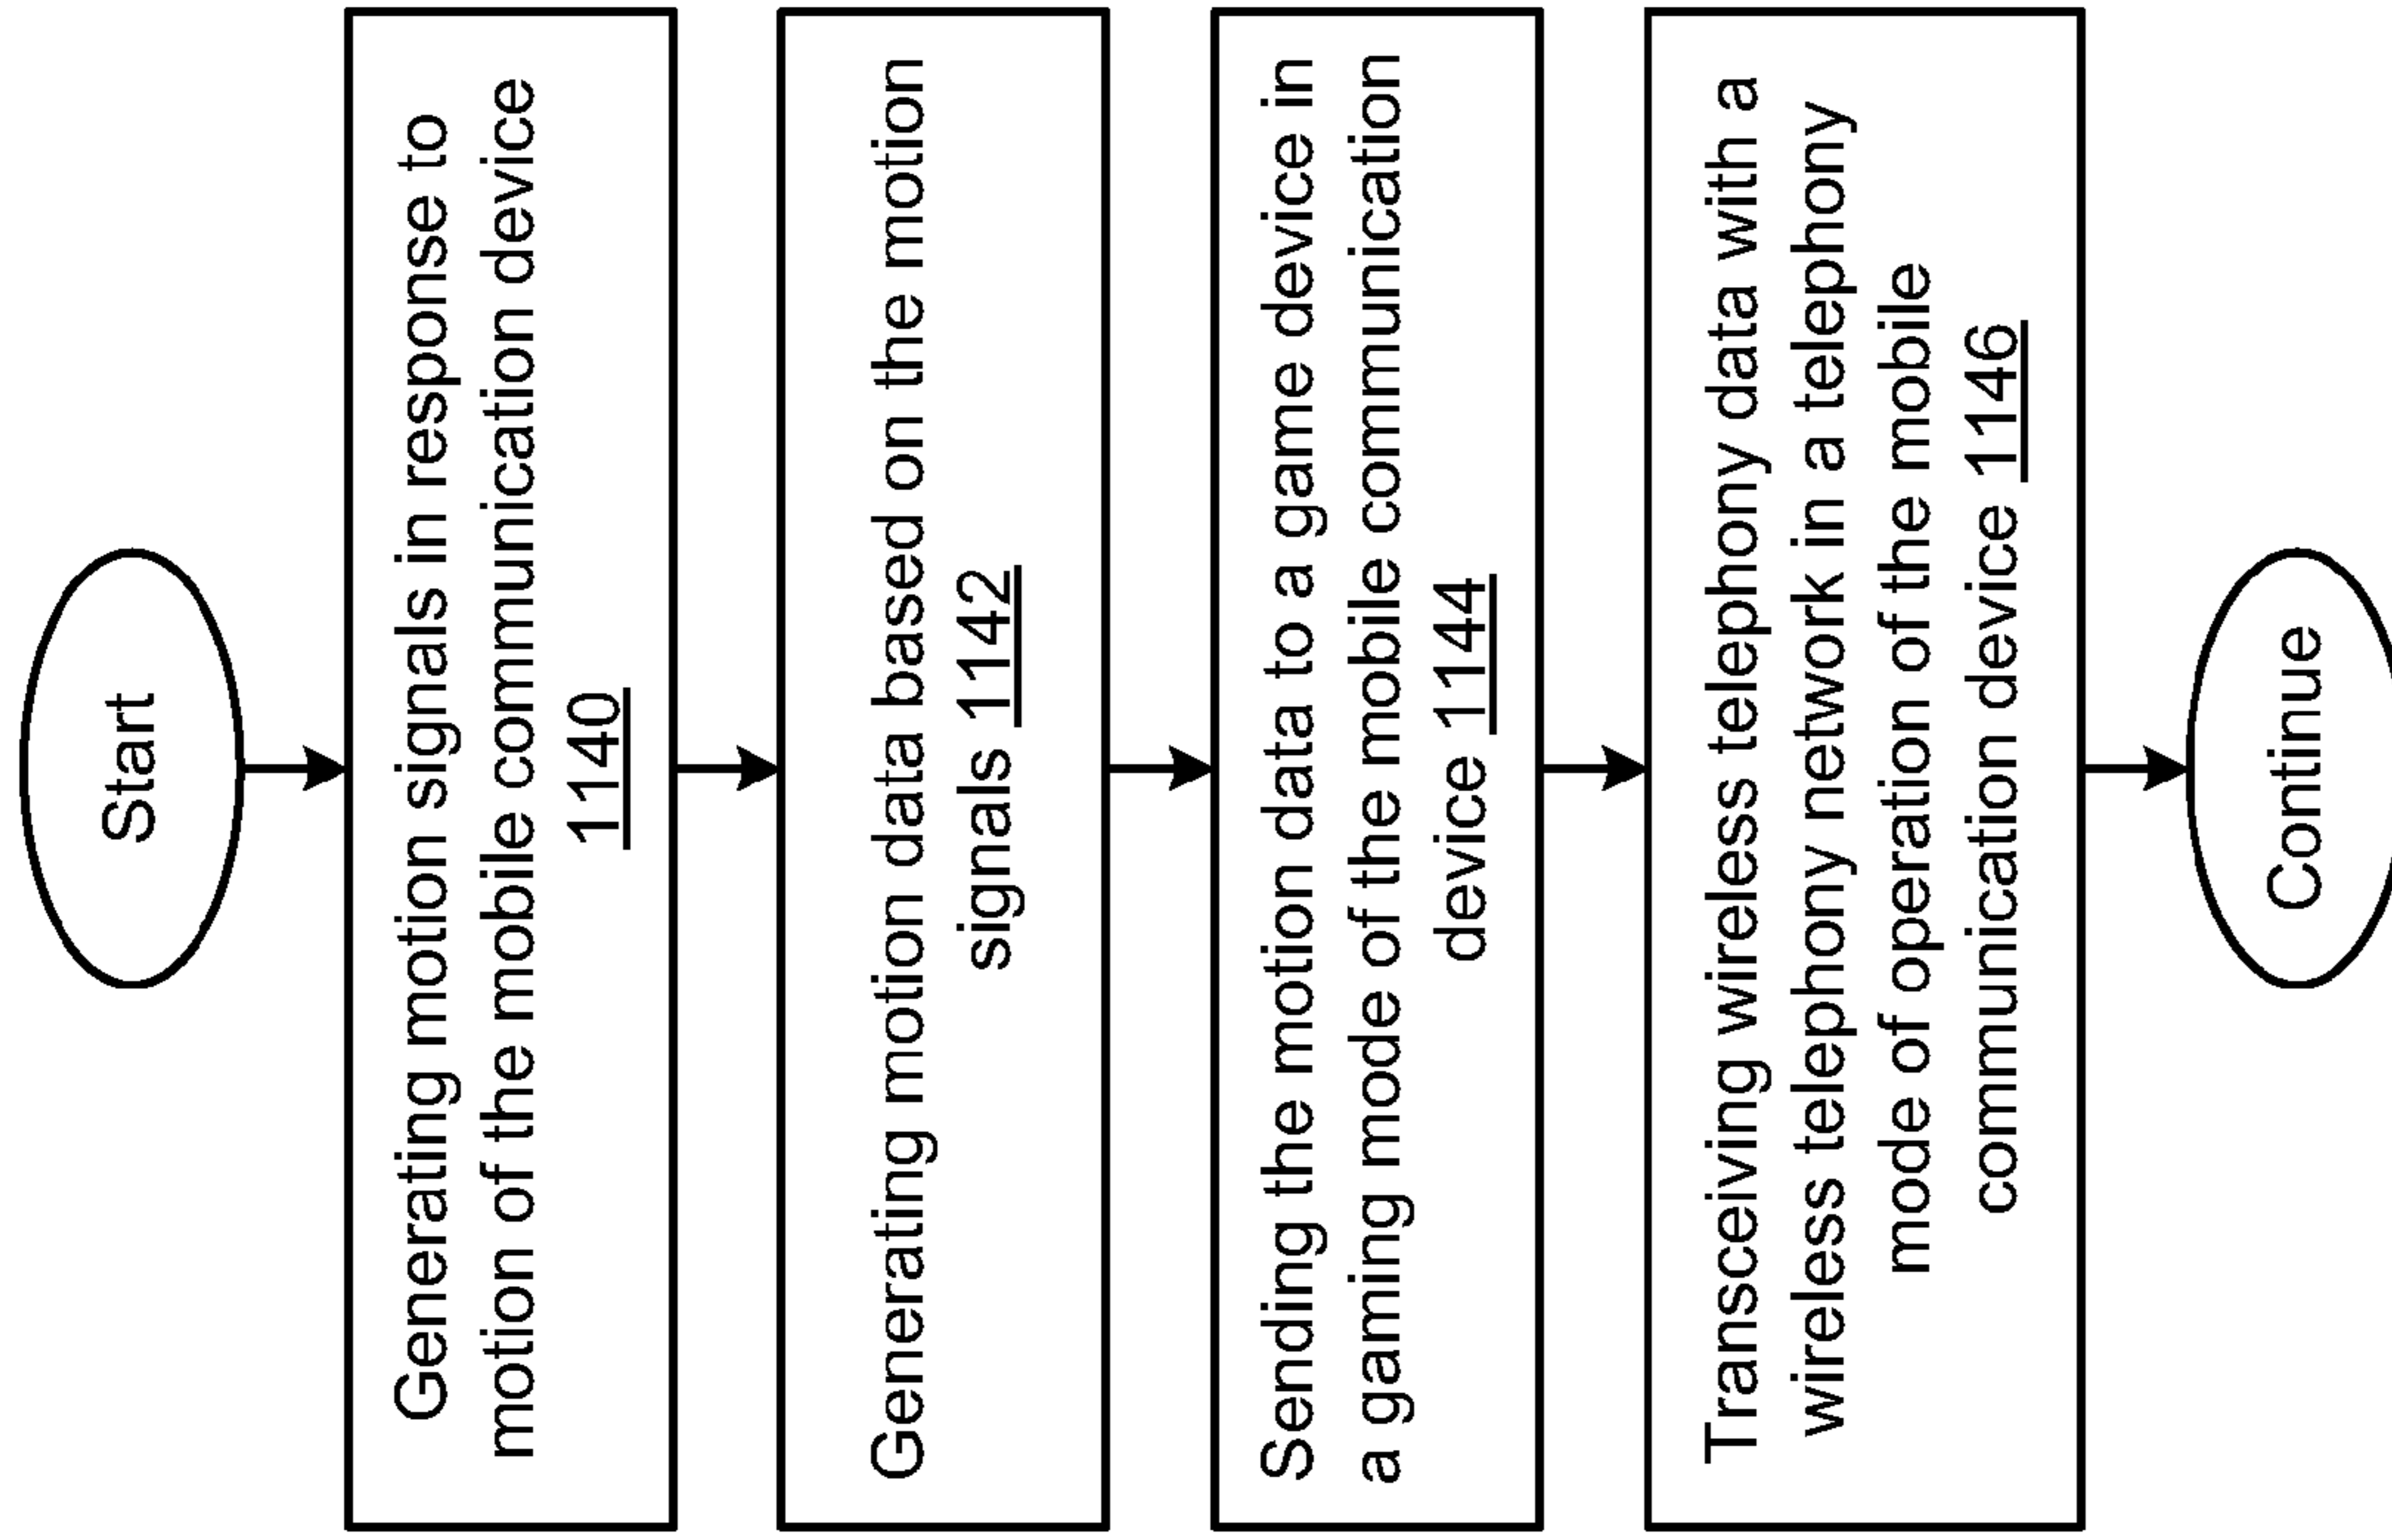 Start
Generating motion signals in response to
motion of the mobile communication device
1140
Generating motion data based on the motion
signals 1142
Sending the motion data to a game device in
a gaming mode of the mobile communication
device 1144
Transceiving wireless telephony data with a
wireless telephony network in a telephony
mode of operation of the mobile
communication device 1146
Continue